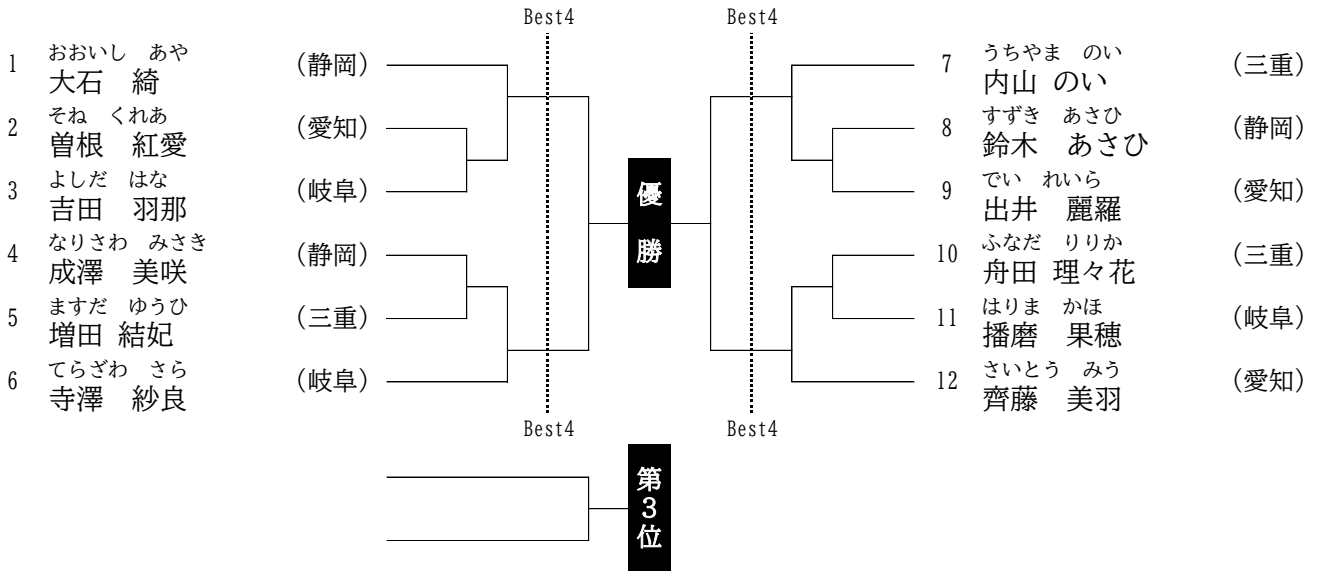 Best4
Best4
1
おおいし　あや
大石　綺
(静岡)
2
そね　くれあ
曽根　紅愛
(愛知)
3
よしだ　はな
吉田　羽那
(岐阜)
4
なりさわ　みさき
成澤　美咲
(静岡)
5
ますだ　ゆうひ
増田 結妃
(三重)
6
てらざわ　さら
寺澤　紗良
(岐阜)
優勝
7
うちやま　のい
内山 のい
(三重)
8
すずき　あさひ
鈴木　あさひ
(静岡)
9
でい　れいら
出井　麗羅
(愛知)
10
ふなだ　りりか
舟田 理々花
(三重)
11
はりま　かほ
播磨　果穂
(岐阜)
12
さいとう　みう
齊藤　美羽
(愛知)
Best4
Best4
第3位